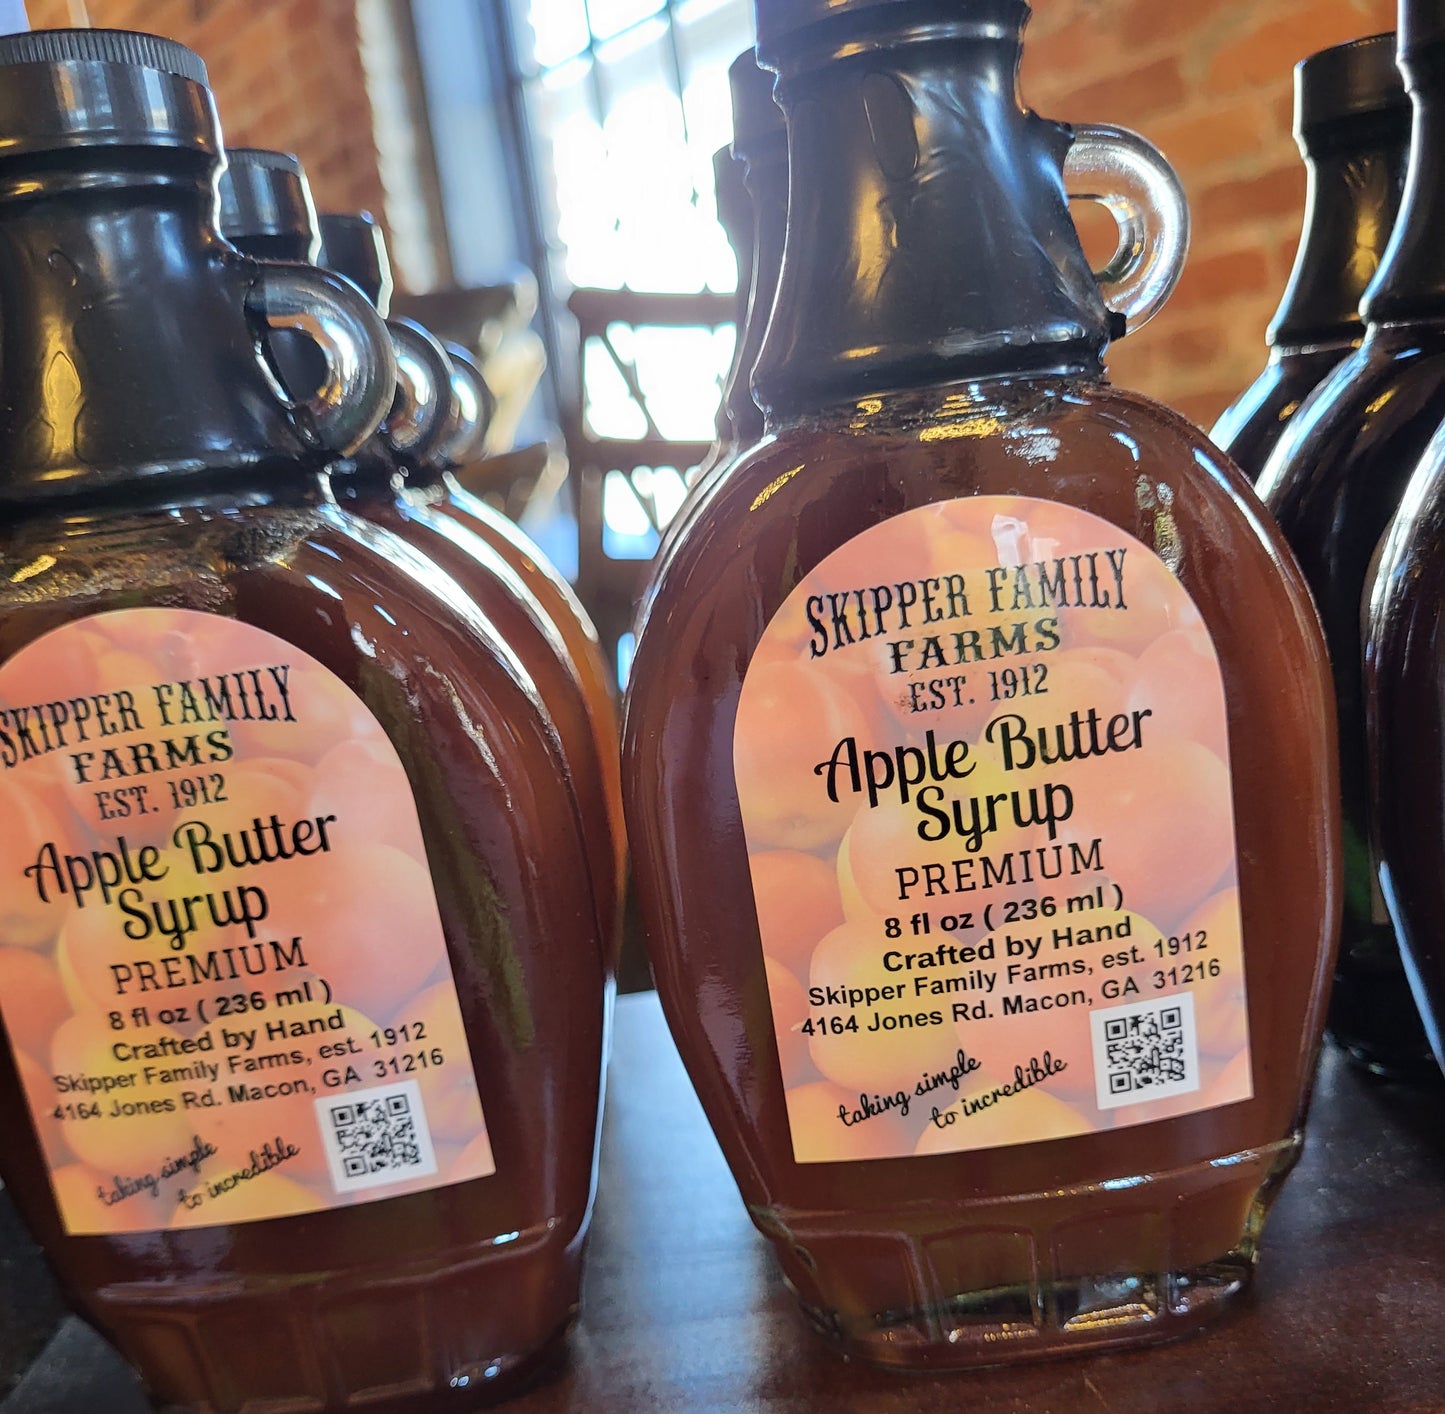 SKIPPER FAMILY
FARMS
EST. 1912
Apple Butter
Syrup
PREMIUM
8 fl oz ( 236 ml )
Crafted by Hand
Skipper Family Farms, est. 1912
4164 Jones Rd. Macon, GA 31216
taking simple
to incredible
SKIPPER FAMILY
FARMS
EST. 1912
Apple Butter
Syrup
PREMIUM
8 fl oz ( 236 ml )
Crafted by Hand
Skipper Family Farms, est. 1912
4164 Jones Rd. Macon, GA 31216
taking simple
to incredible